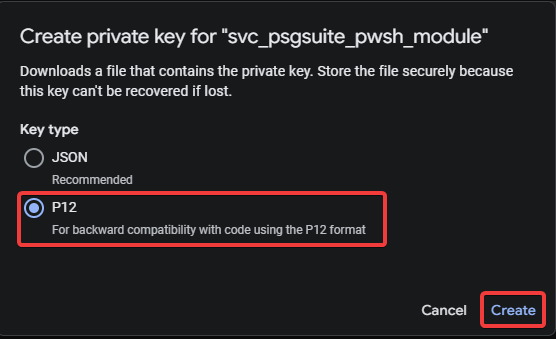 Create private key for "svc_psgsuite_pwsh_module"
Downloads a file that contains the private key. Store the file securely because
this key can't be recovered if lost.
Key type
JSON
Recommended
P12
For backward compatibility with code using the P12 format
Cancel Create